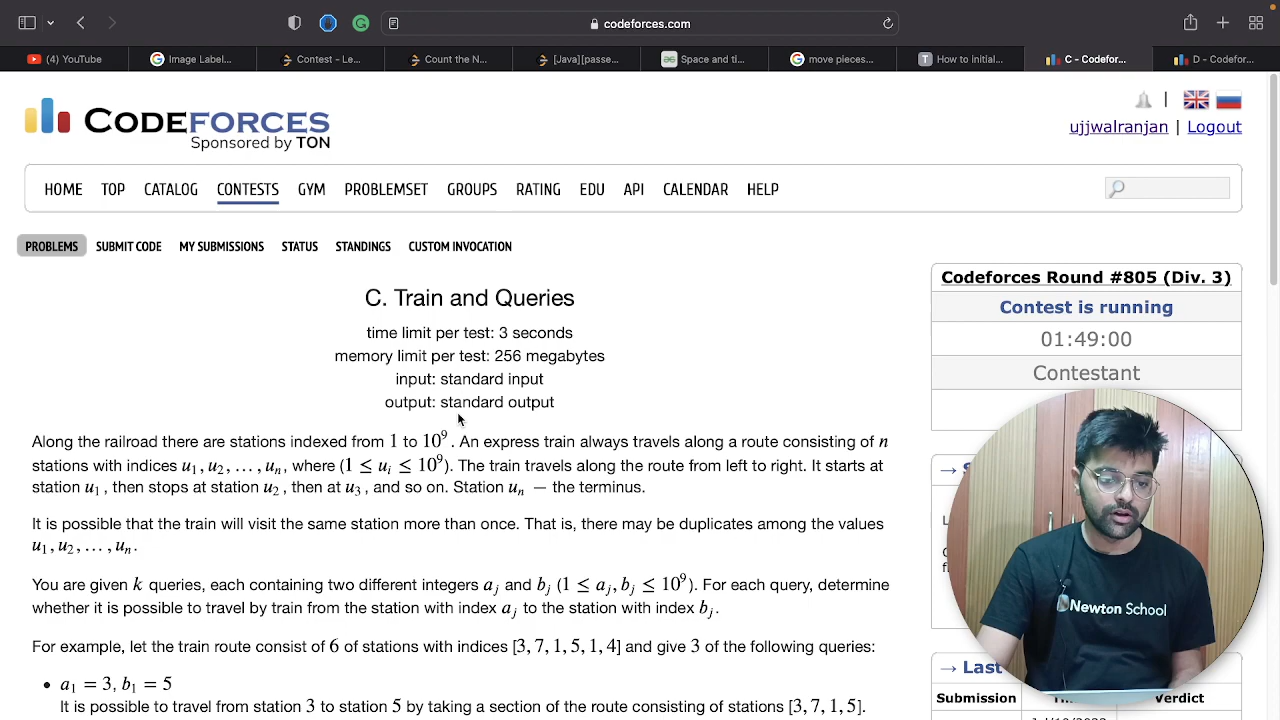 codeforces.com
(4) YouTube
Image Label...
Contest - Le...
Count the N...
[Java][passe...
Space and ti...
move pieces...
How to initial...
C - Codefor...
D - Codefor...
CODEFORCES
Sponsored by TON
ujjwalranjan | Logout
HOME TOP CATALOG CONTESTS GYM PROBLEMSET GROUPS RATING EDU API CALENDAR HELP
PROBLEMS SUBMIT CODE MY SUBMISSIONS STATUS STANDINGS CUSTOM INVOCATION
C. Train and Queries
time limit per test: 3 seconds
memory limit per test: 256 megabytes
input: standard input
output: standard output
Along the railroad there are stations indexed from 1 to 10⁹. An express train always travels along a route consisting of n
stations with indices u₁, u₂, …, uₙ, where (1 ≤ uᵢ ≤ 10⁹). The train travels along the route from left to right. It starts at
station u₁, then stops at station u₂, then at u₃, and so on. Station uₙ — the terminus.
It is possible that the train will visit the same station more than once. That is, there may be duplicates among the values
u₁, u₂, …, uₙ.
You are given k queries, each containing two different integers aⱼ and bⱼ (1 ≤ aⱼ, bⱼ ≤ 10⁹). For each query, determine
whether it is possible to travel by train from the station with index aⱼ to the station with index bⱼ.
For example, let the train route consist of 6 of stations with indices [3, 7, 1, 5, 1, 4] and give 3 of the following queries:
• a₁ = 3, b₁ = 5
It is possible to travel from station 3 to station 5 by taking a section of the route consisting of stations [3, 7, 1, 5].
Codeforces Round #805 (Div. 3)
Contest is running
01:49:00
Contestant
→ Last
Submission Verdict
Newton School